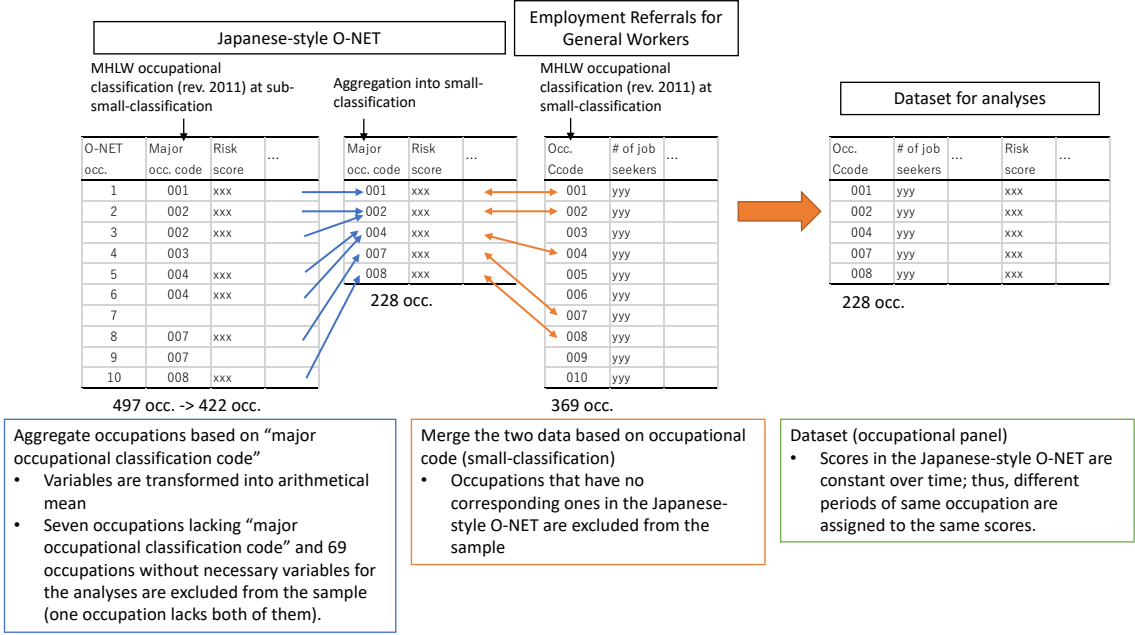 Japanese-style O-NET
Employment Referrals for
General Workers
MHLW occupational
classification (rev. 2011) at sub-
small-classification
Aggregation into small-
classification
MHLW occupational
classification (rev. 2011) at
small-classification
Dataset for analyses
O-NET Major Risk ...
occ. occ. code score
1 001 xxx
2 002 xxx
3 002 xxx
4 003
5 004 xxx
6 004 xxx
7
8 007 xxx
9 007
10 008 xxx
497 occ. -> 422 occ.
Major Risk ...
occ. code score
001 xxx
002 xxx
004 xxx
007 xxx
008 xxx
228 occ.
Occ. # of job ...
Ccode seekers
001 yyy
002 yyy
003 yyy
004 yyy
005 yyy
006 yyy
007 yyy
008 yyy
009 yyy
010 yyy
369 occ.
Occ. # of job ... Risk
Ccode seekers score
001 yyy xxx
002 yyy xxx
004 yyy xxx
007 yyy xxx
008 yyy xxx
228 occ.
Aggregate occupations based on “major
occupational classification code”
• Variables are transformed into arithmetical
mean
• Seven occupations lacking “major
occupational classification code” and 69
occupations without necessary variables for
the analyses are excluded from the sample
(one occupation lacks both of them).
Merge the two data based on occupational
code (small-classification)
• Occupations that have no
corresponding ones in the Japanese-
style O-NET are excluded from the
sample
Dataset (occupational panel)
• Scores in the Japanese-style O-NET are
constant over time; thus, different
periods of same occupation are
assigned to the same scores.